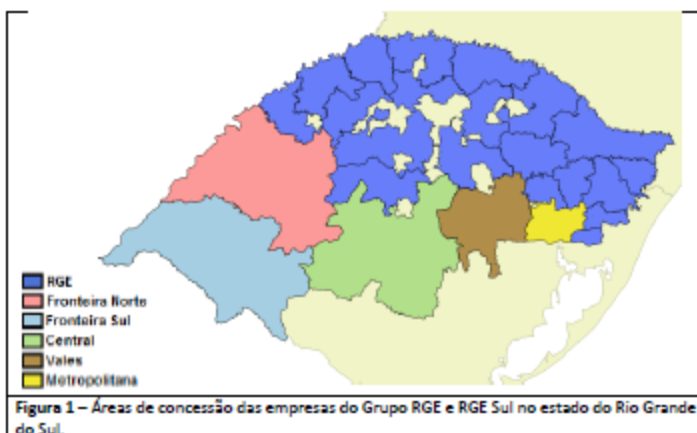 RGE
Fronteira Norte
Fronteira Sul
Central
Vales
Metropolitana
Figura 1 – Áreas de concessão das empresas do Grupo RGE e RGE Sul no estado do Rio Grande
do Sul.